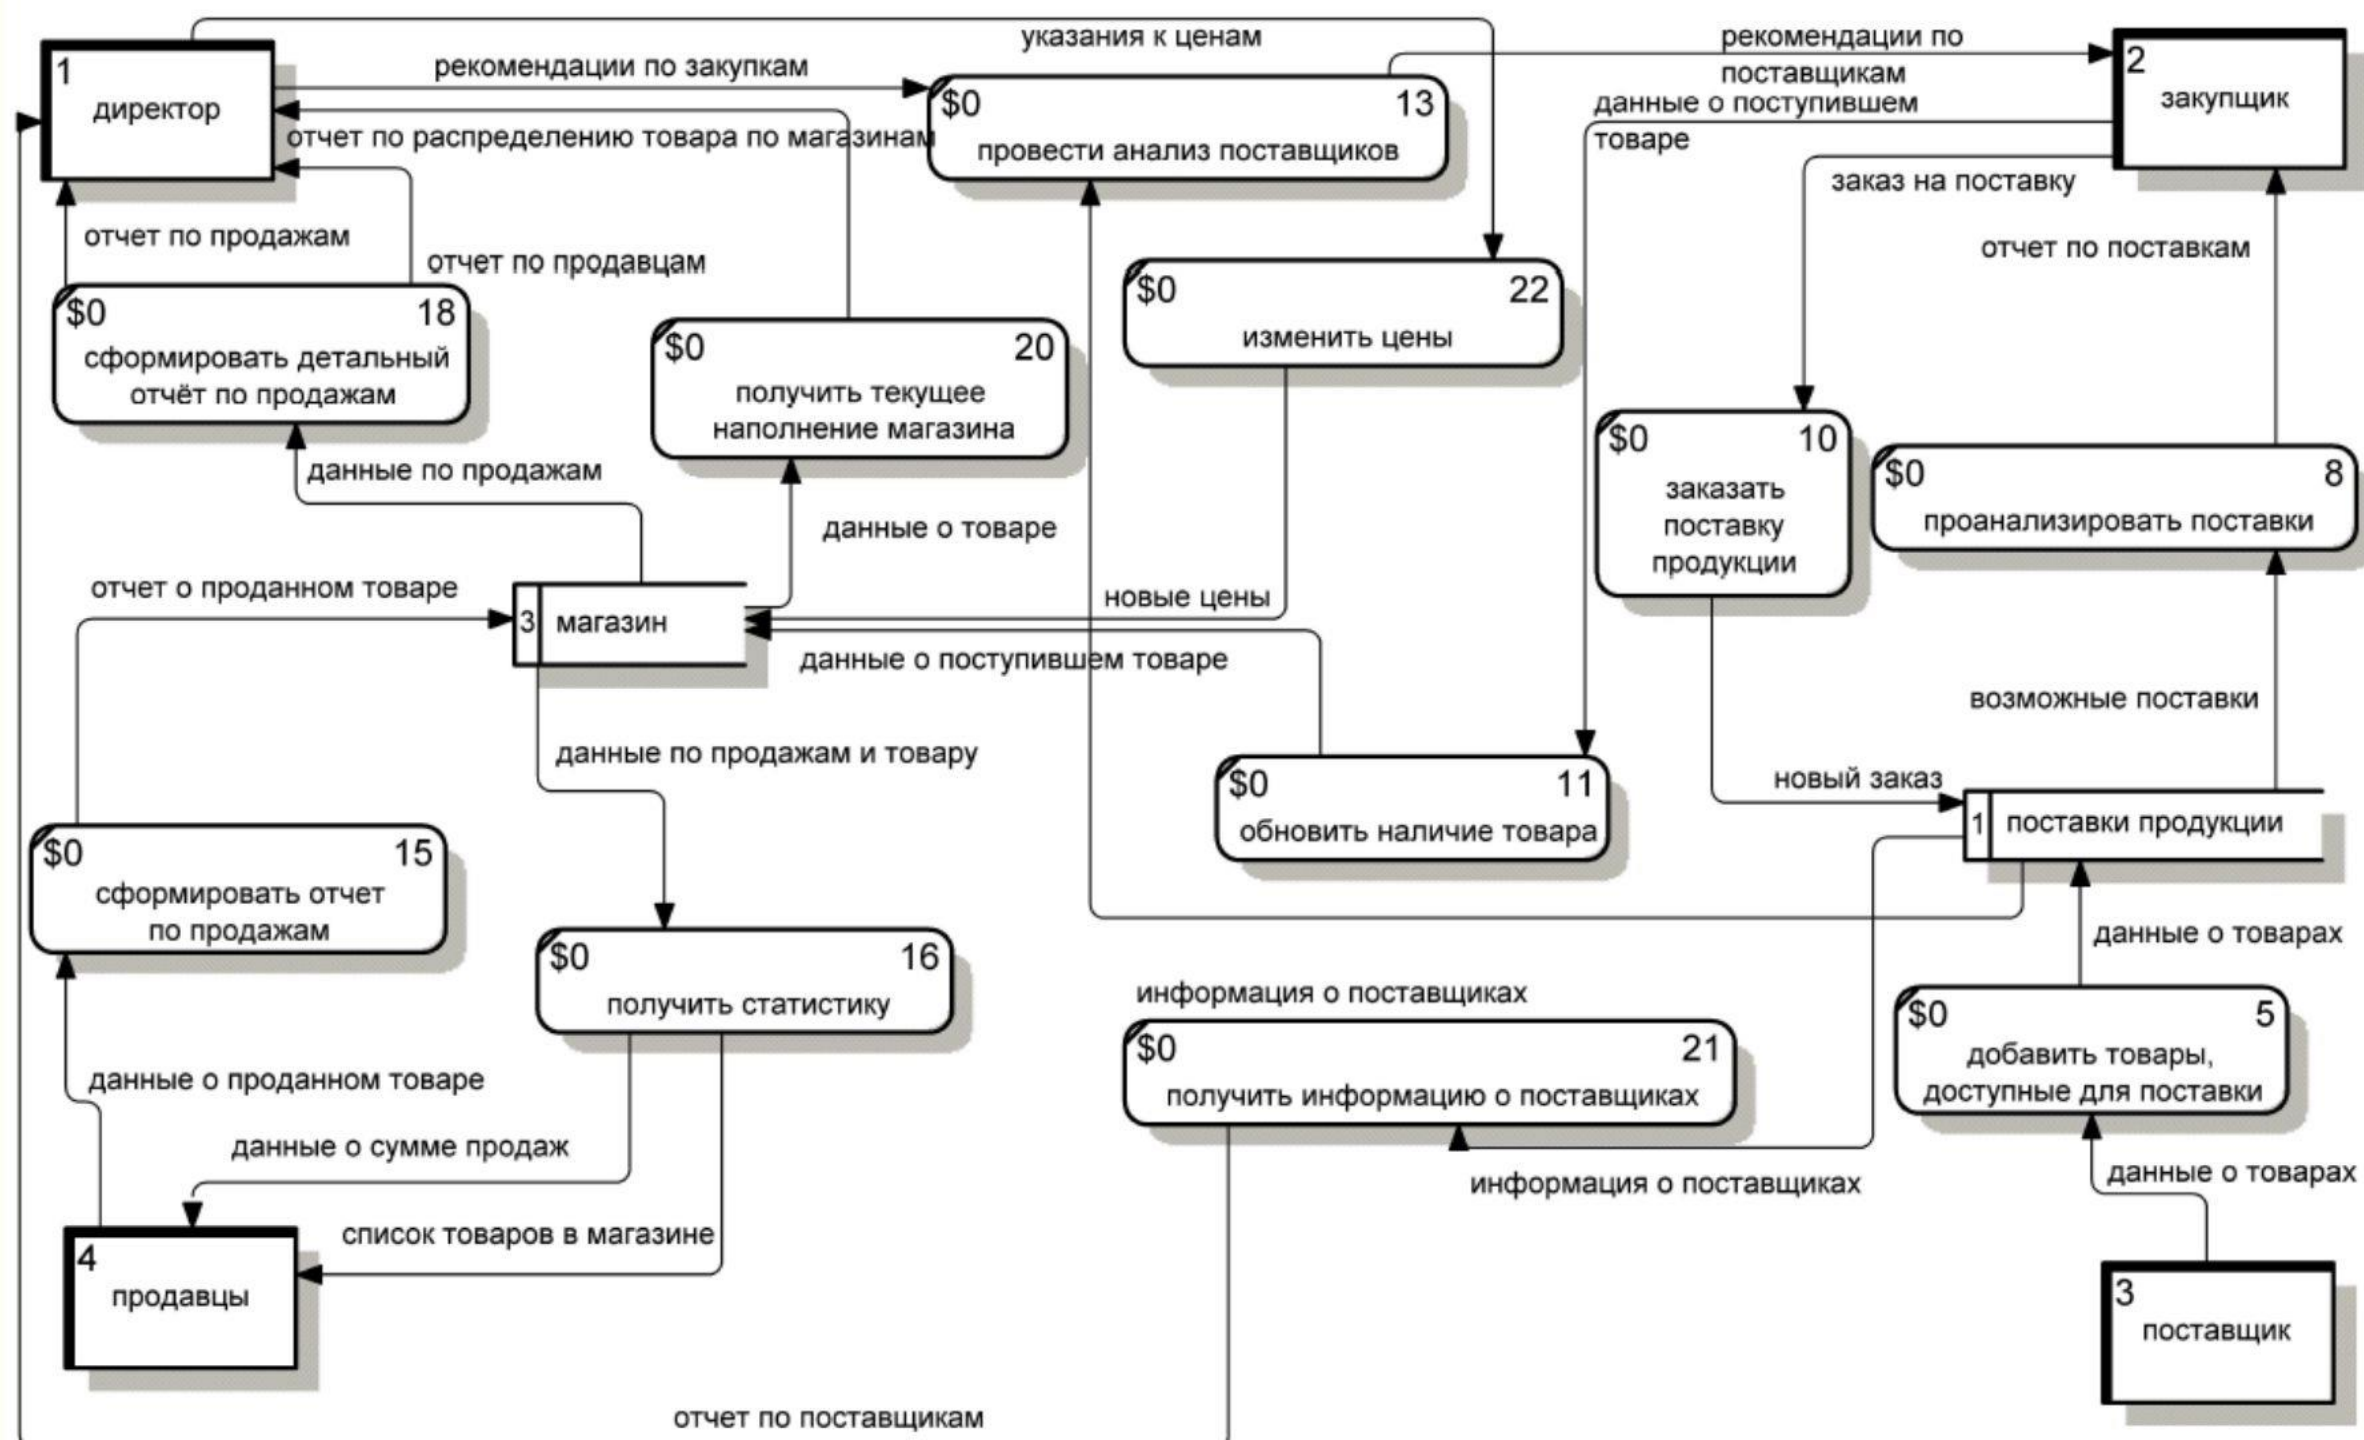 указания к ценам
рекомендации по
поставщикам
1
директор
рекомендации по закупкам
$0 13
провести анализ поставщиков
2
закупщик
данные о поступившем
товаре
отчет по распределению товара по магазинам
заказ на поставку
отчет по продажам
отчет по продавцам
отчет по поставкам
$0 18
сформировать детальный
отчёт по продажам
$0 20
получить текущее
наполнение магазина
$0 22
изменить цены
$0 10
заказать
поставку
продукции
$0 8
проанализировать поставки
данные по продажам
данные о товаре
отчет о проданном товаре
3 магазин
новые цены
данные о поступившем товаре
возможные поставки
данные по продажам и товару
$0 11
обновить наличие товара
новый заказ
1 поставки продукции
$0 15
сформировать отчет
по продажам
$0 16
получить статистику
данные о товарах
информация о поставщиках
$0 21
получить информацию о поставщиках
$0 5
добавить товары,
доступные для поставки
данные о проданном товаре
данные о сумме продаж
информация о поставщиках
данные о товарах
список товаров в магазине
4
продавцы
3
поставщик
отчет по поставщикам